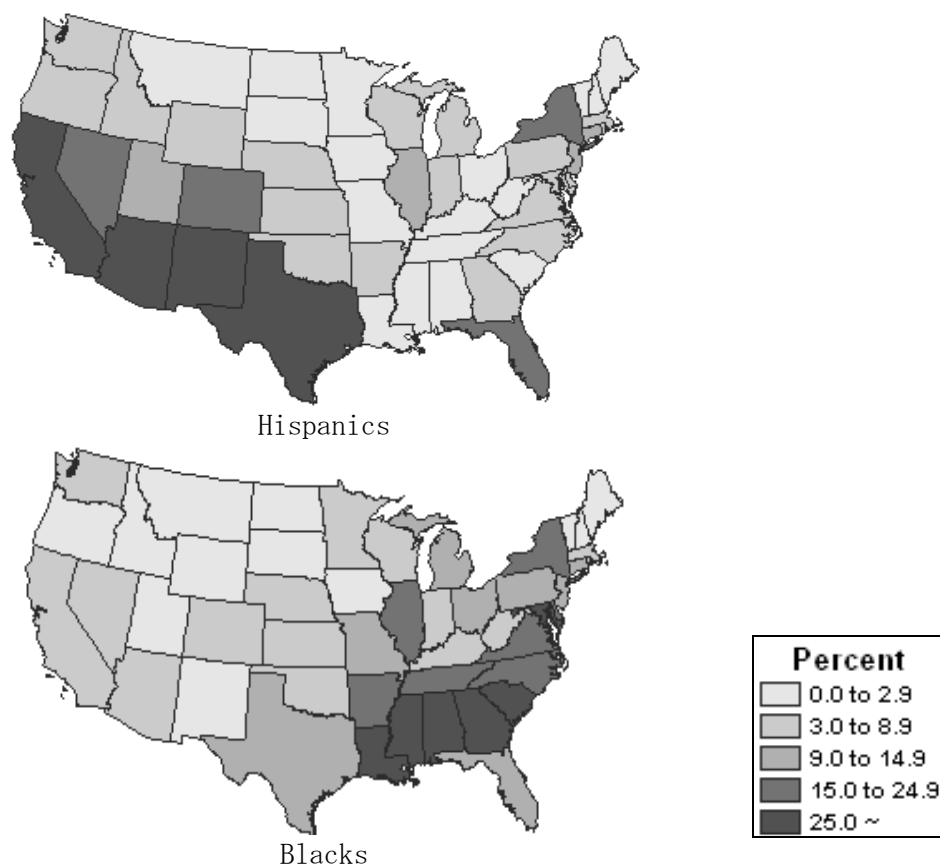 Hispanics
Blacks
Percent
0.0 to 2.9
3.0 to 8.9
9.0 to 14.9
15.0 to 24.9
25.0 ~